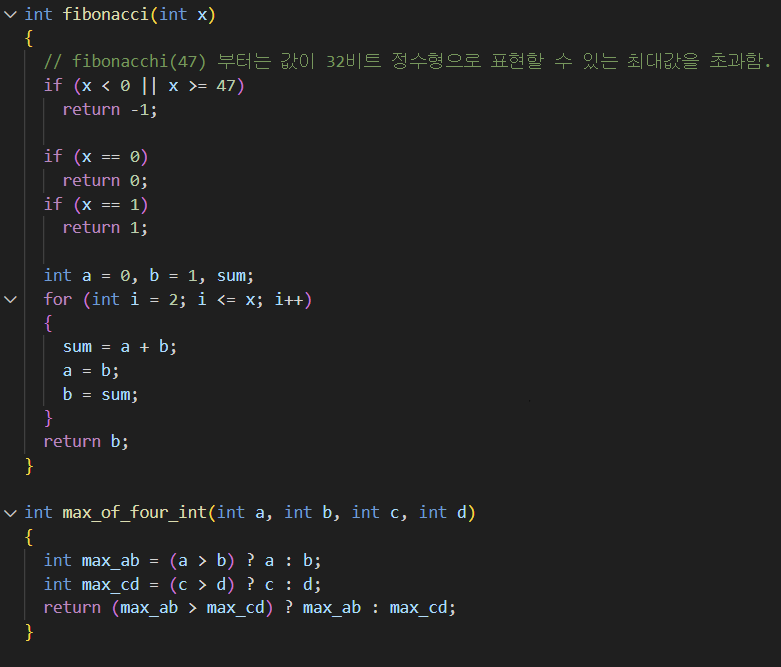 int fibonacci(int x)
{
// fibonacchi(47) 부터는 값이 32비트 정수형으로 표현할 수 있는 최대값을 초과함.
if (x < 0 || x >= 47)
return -1;
if (x == 0)
return 0;
if (x == 1)
return 1;
int a = 0, b = 1, sum;
for (int i = 2; i <= x; i++)
{
sum = a + b;
a = b;
b = sum;
}
return b;
}
int max_of_four_int(int a, int b, int c, int d)
{
int max_ab = (a > b) ? a : b;
int max_cd = (c > d) ? c : d;
return (max_ab > max_cd) ? max_ab : max_cd;
}